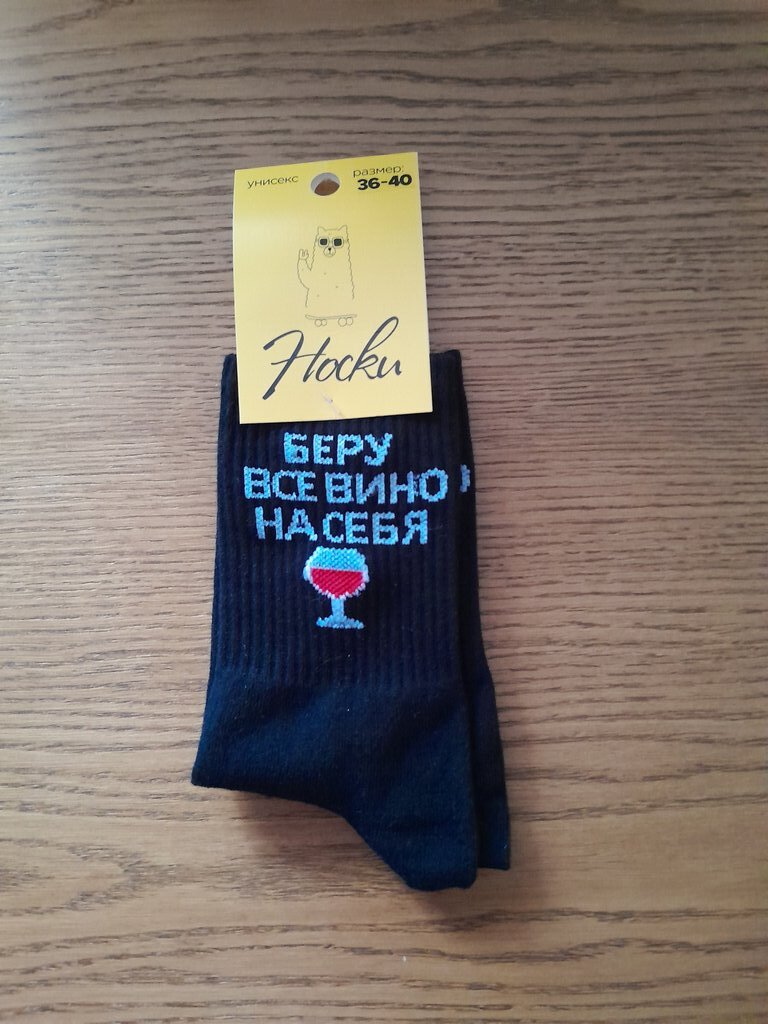 унисекс
размер:
36-40
Носки
БЕРУ
ВСЕ ВИНО
НА СЕБЯ